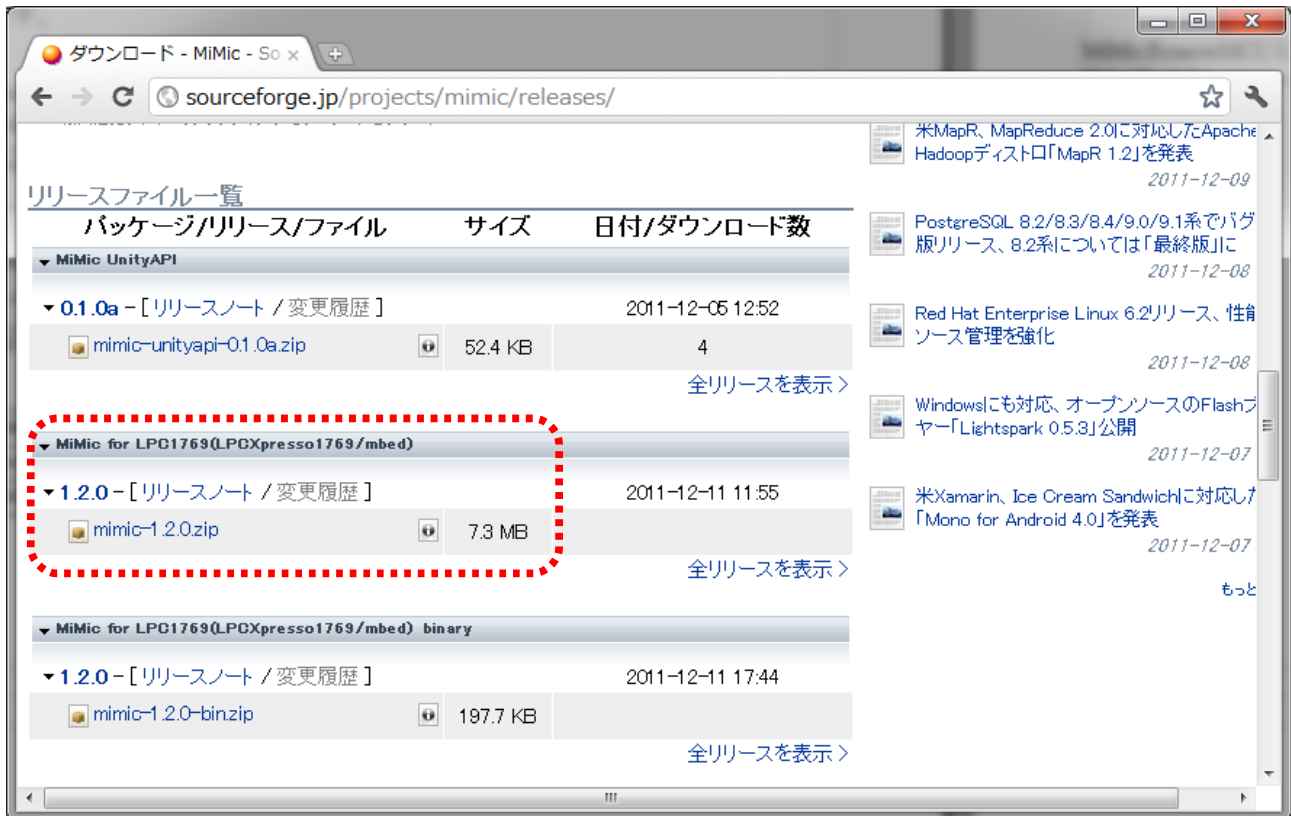 ダウンロード - MiMic - So
sourceforge.jp/projects/mimic/releases/
リリースファイル一覧
パッケージ/リリース/ファイル サイズ 日付/ダウンロード数
MiMic UnityAPI
0.1.0a - [ リリースノート / 変更履歴 ] 2011-12-05 12:52
mimic-unityapi-0.1.0a.zip 52.4 KB 4
全リリースを表示 >
MiMic for LPC1769(LPCXpresso1769/mbed)
1.2.0 - [ リリースノート / 変更履歴 ] 2011-12-11 11:55
mimic-1.2.0.zip 7.3 MB
全リリースを表示 >
MiMic for LPC1769(LPCXpresso1769/mbed) binary
1.2.0 - [ リリースノート / 変更履歴 ] 2011-12-11 17:44
mimic-1.2.0-bin.zip 197.7 KB
全リリースを表示 >
米MapR、MapReduce 2.0に対応したApache
Hadoopディストロ「MapR 1.2」を発表
2011-12-09
PostgreSQL 8.2/8.3/8.4/9.0/9.1系でバグ
版リリース、8.2系については「最終版」に
2011-12-08
Red Hat Enterprise Linux 6.2リリース、性能
ソース管理を強化
2011-12-08
Windowsにも対応、オープンソースのFlashプ
ヤー「Lightspark 0.5.3」公開
2011-12-07
米Xamarin、Ice Cream Sandwichに対応した
「Mono for Android 4.0」を発表
2011-12-07
もっと